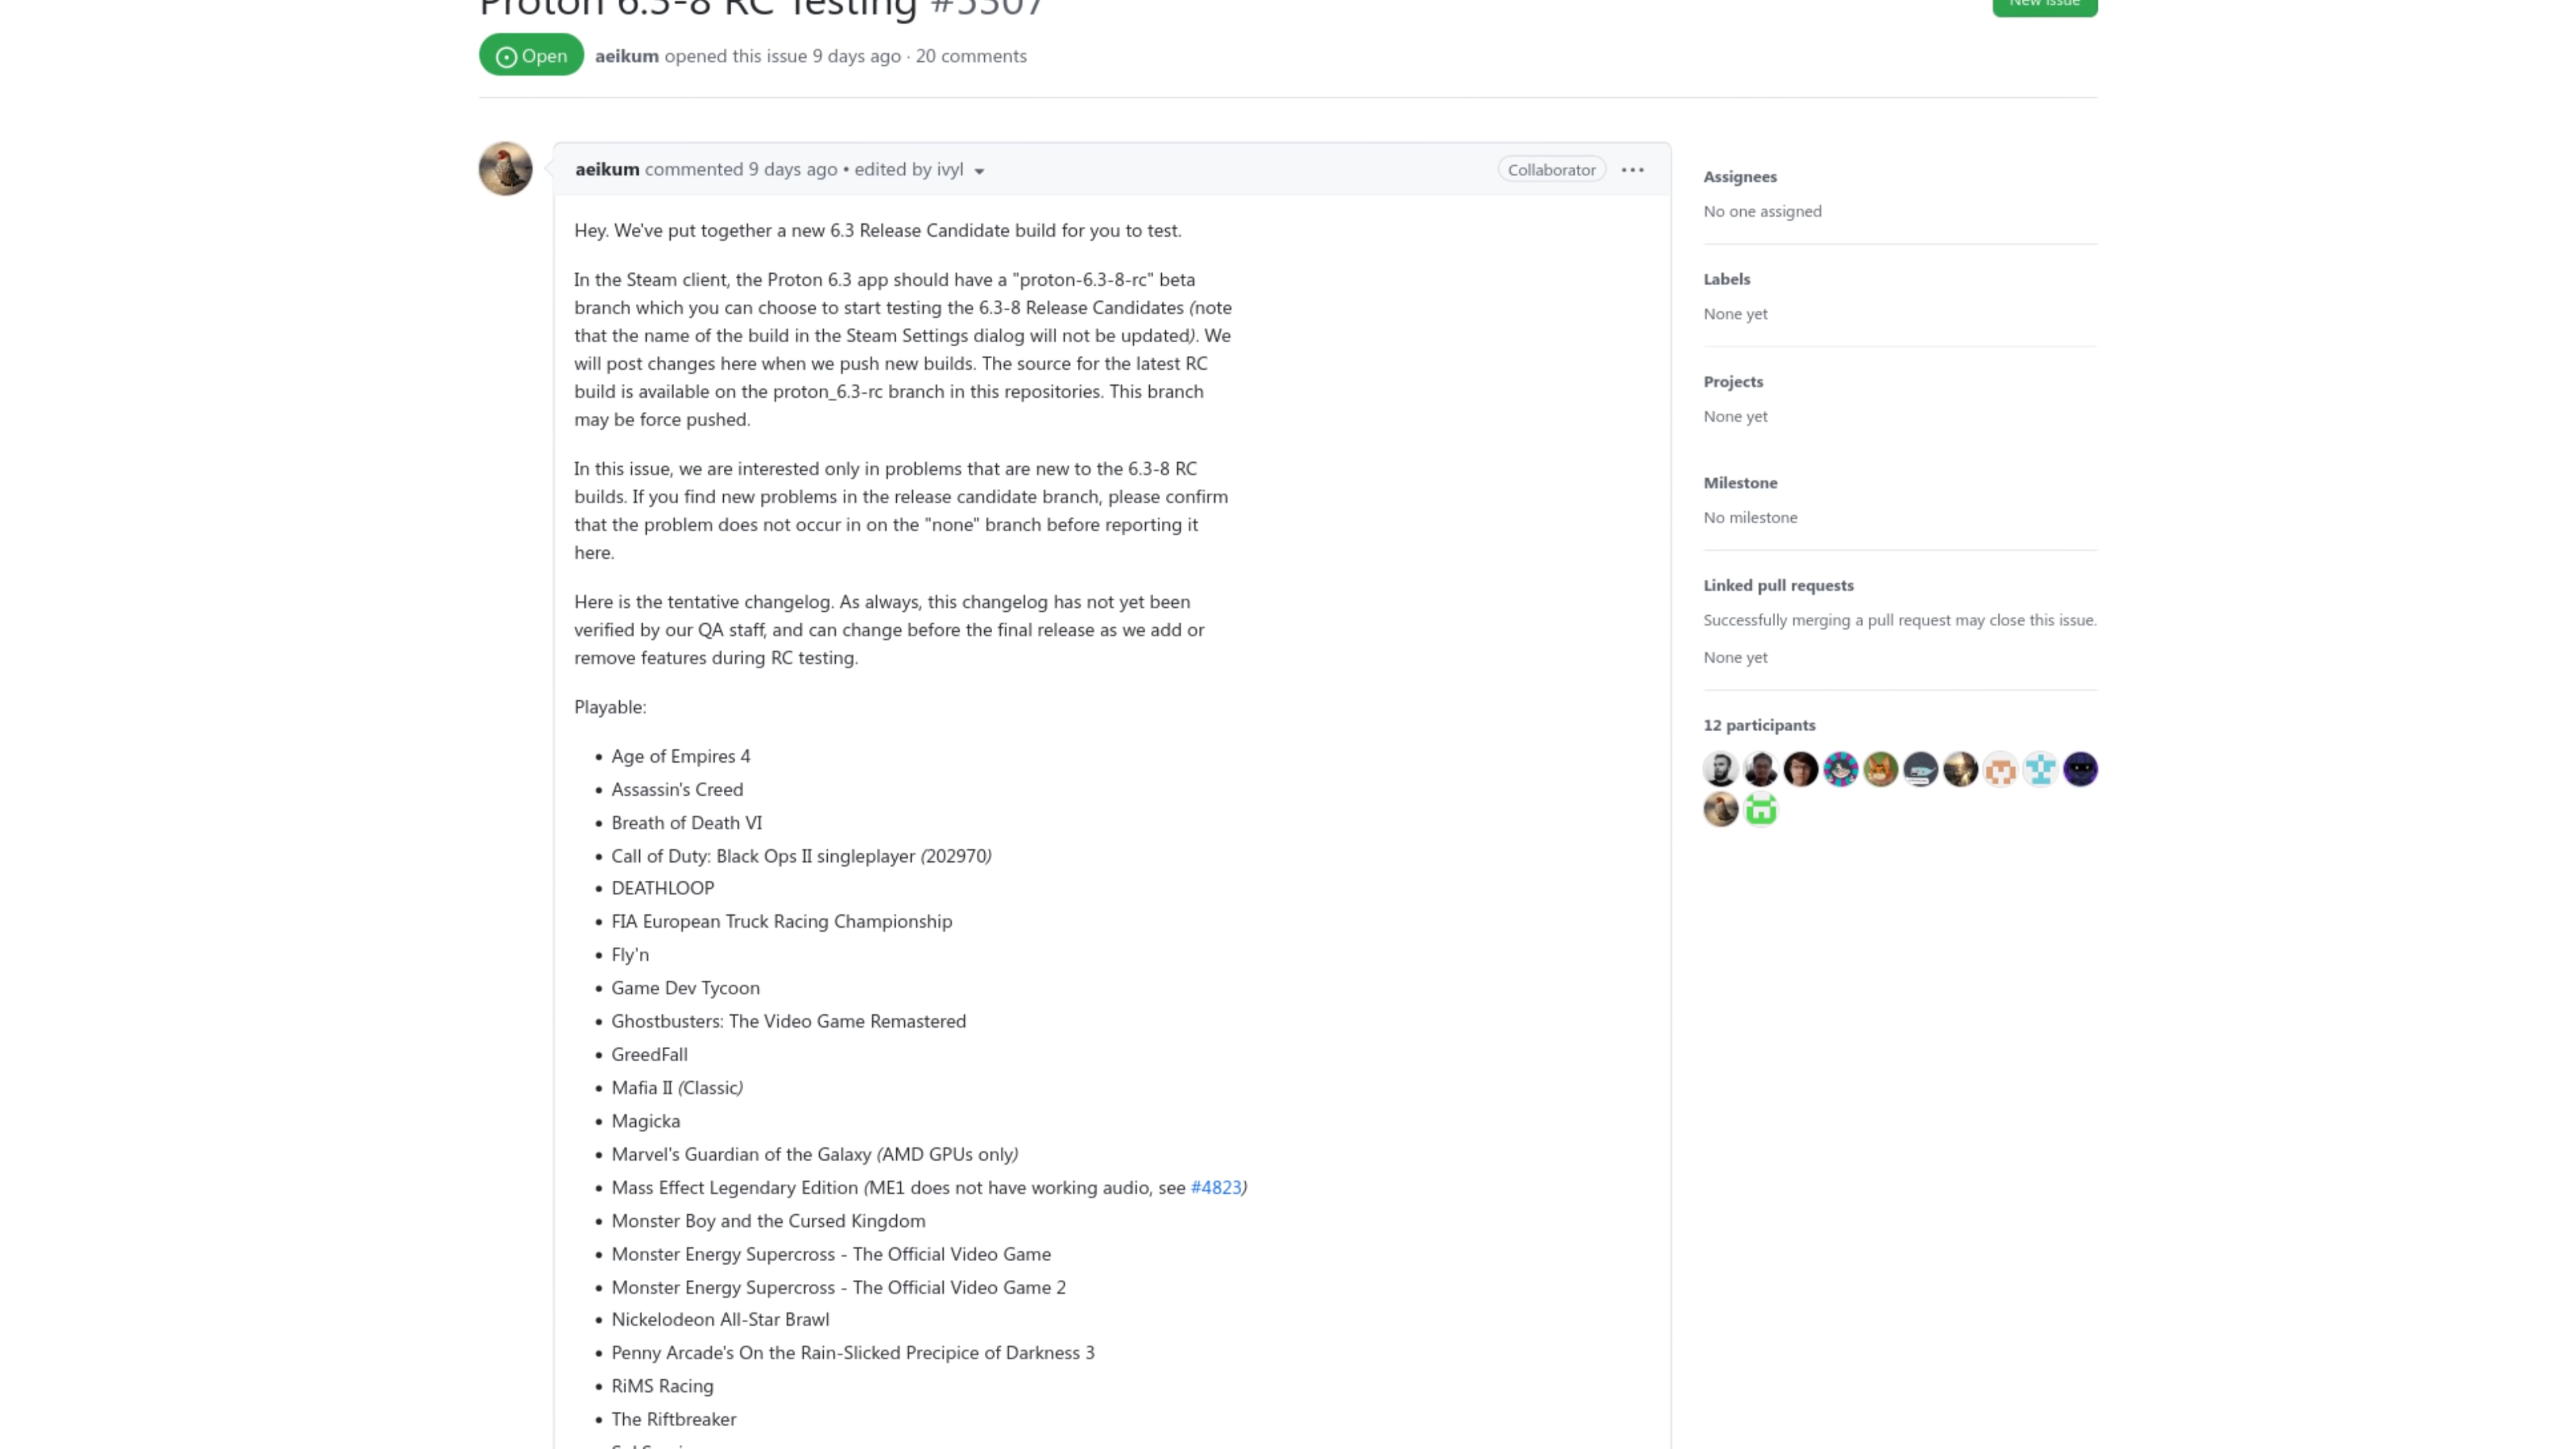 Proton 6.3-8 RC Testing #5307
New issue
Open
aeikum opened this issue 9 days ago · 20 comments
aeikum commented 9 days ago • edited by ivyl
Collaborator
Hey. We've put together a new 6.3 Release Candidate build for you to test.
In the Steam client, the Proton 6.3 app should have a "proton-6.3-8-rc" beta
branch which you can choose to start testing the 6.3-8 Release Candidates (note
that the name of the build in the Steam Settings dialog will not be updated). We
will post changes here when we push new builds. The source for the latest RC
build is available on the proton_6.3-rc branch in this repositories. This branch
may be force pushed.
In this issue, we are interested only in problems that are new to the 6.3-8 RC
builds. If you find new problems in the release candidate branch, please confirm
that the problem does not occur in on the "none" branch before reporting it
here.
Here is the tentative changelog. As always, this changelog has not yet been
verified by our QA staff, and can change before the final release as we add or
remove features during RC testing.
Playable:
• Age of Empires 4
• Assassin's Creed
• Breath of Death VI
• Call of Duty: Black Ops II singleplayer (202970)
• DEATHLOOP
• FIA European Truck Racing Championship
• Fly'n
• Game Dev Tycoon
• Ghostbusters: The Video Game Remastered
• GreedFall
• Mafia II (Classic)
• Magicka
• Marvel's Guardian of the Galaxy (AMD GPUs only)
• Mass Effect Legendary Edition (ME1 does not have working audio, see #4823)
• Monster Boy and the Cursed Kingdom
• Monster Energy Supercross - The Official Video Game
• Monster Energy Supercross - The Official Video Game 2
• Nickelodeon All-Star Brawl
• Penny Arcade's On the Rain-Slicked Precipice of Darkness 3
• RiMS Racing
• The Riftbreaker
Assignees
No one assigned
Labels
None yet
Projects
None yet
Milestone
No milestone
Linked pull requests
Successfully merging a pull request may close this issue.
None yet
12 participants